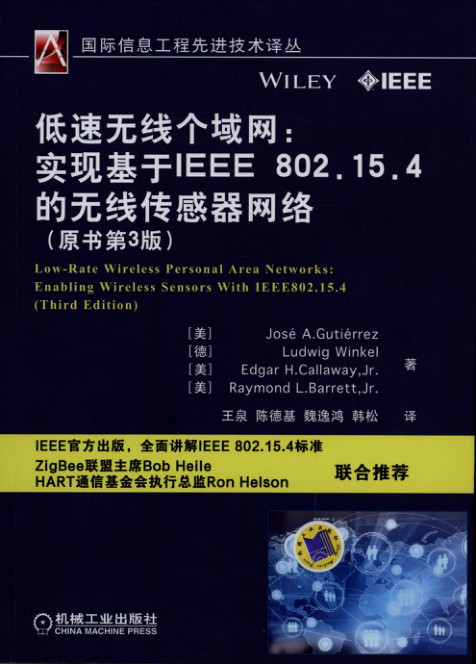 国际信息工程先进技术译丛
WILEY IEEE
低速无线个域网：
实现基于IEEE 802.15.4
的无线传感器网络
（原书第3版）
Low-Rate Wireless Personal Area Networks:
Enabling Wireless Sensors With IEEE802.15.4
(Third Edition)
［美］ José A.Gutiérrez
［德］ Ludwig Winkel
［美］ Edgar H.Callaway,Jr.
［美］ Raymond L.Barrett,Jr.
著
王泉 陈德基 魏逸鸿 韩松 译
IEEE官方出版，全面讲解IEEE 802.15.4标准
ZigBee联盟主席Bob Heile
HART通信基金会执行总监Ron Helson
联合推荐
机械工业出版社
CHINA MACHINE PRESS